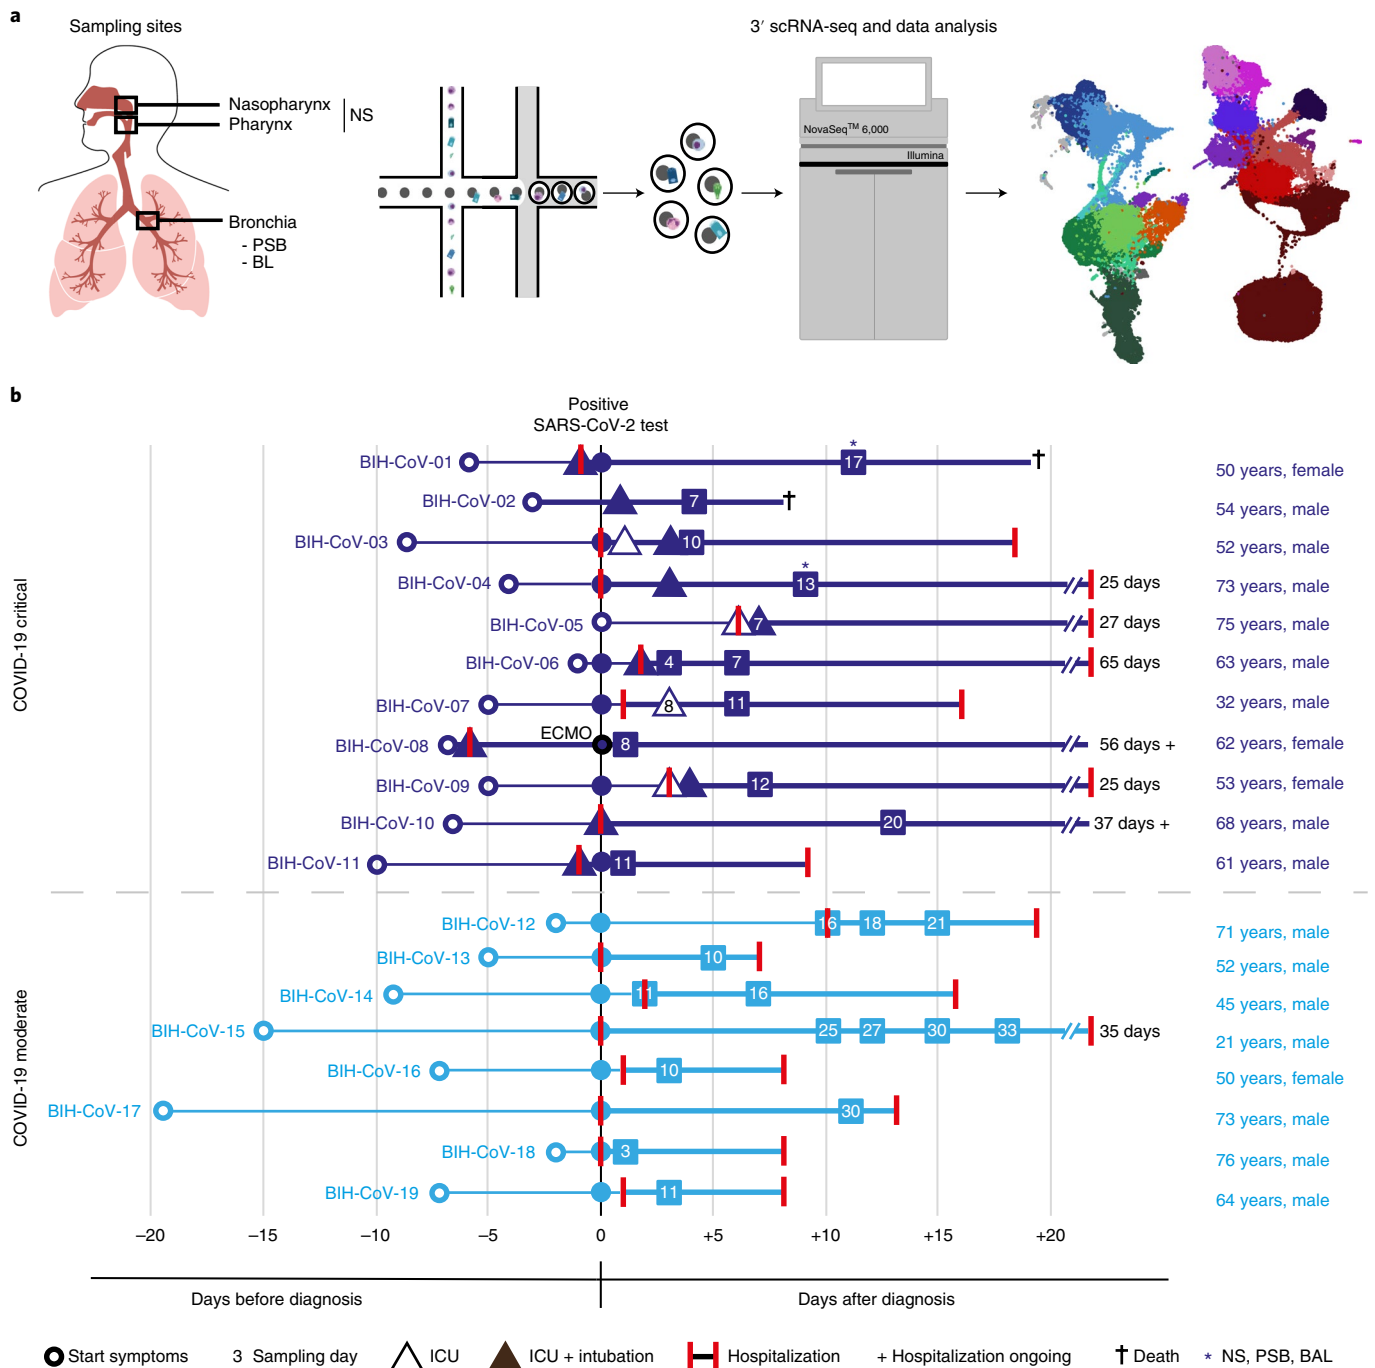 a
Sampling sites
3′ scRNA-seq and data analysis
Nasopharynx
Pharynx
NS
Bronchia
- PSB
- BL
NovaSeq™ 6,000
Illumina
b
Positive
SARS-CoV-2 test
COVID-19 critical
BIH-CoV-01 17 * † 50 years, female
BIH-CoV-02 7 † 54 years, male
BIH-CoV-03 10 52 years, male
BIH-CoV-04 13 * 25 days 73 years, male
BIH-CoV-05 7 27 days 75 years, male
BIH-CoV-06 4 7 65 days 63 years, male
BIH-CoV-07 8 11 32 years, male
BIH-CoV-08 ECMO 8 56 days + 62 years, female
BIH-CoV-09 12 25 days 53 years, female
BIH-CoV-10 20 37 days + 68 years, male
BIH-CoV-11 11 61 years, male
COVID-19 moderate
BIH-CoV-12 16 18 21 71 years, male
BIH-CoV-13 10 52 years, male
BIH-CoV-14 11 16 45 years, male
BIH-CoV-15 25 27 30 33 35 days 21 years, male
BIH-CoV-16 10 50 years, female
BIH-CoV-17 30 73 years, male
BIH-CoV-18 3 76 years, male
BIH-CoV-19 11 64 years, male
–20 –15 –10 –5 0 +5 +10 +15 +20
Days before diagnosis Days after diagnosis
Start symptoms 3 Sampling day ICU ICU + intubation Hospitalization + Hospitalization ongoing † Death * NS, PSB, BAL